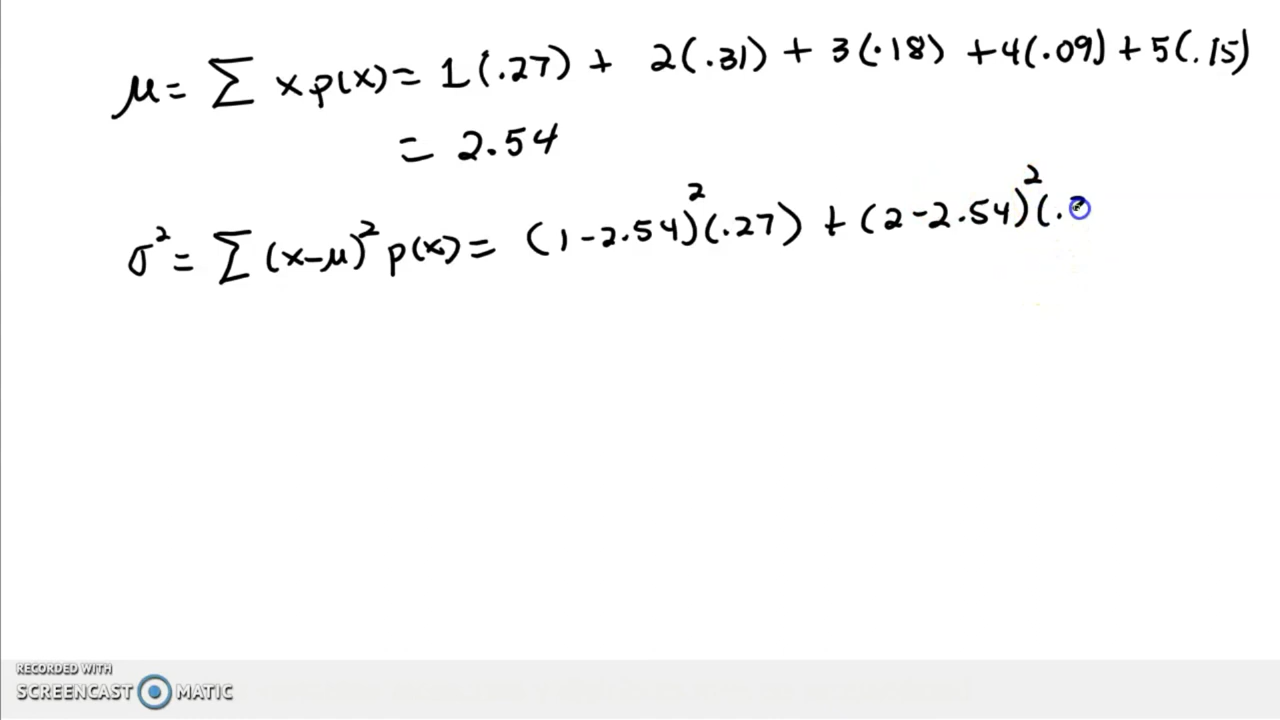 μ = ∑ x p(x) = 1(.27) + 2(.31) + 3(.18) + 4(.09) + 5(.15)
= 2.54
σ² = ∑ (x-μ)² p(x) = (1-2.54)²(.27) + (2-2.54)²(.
RECORDED WITH
SCREENCAST MATIC